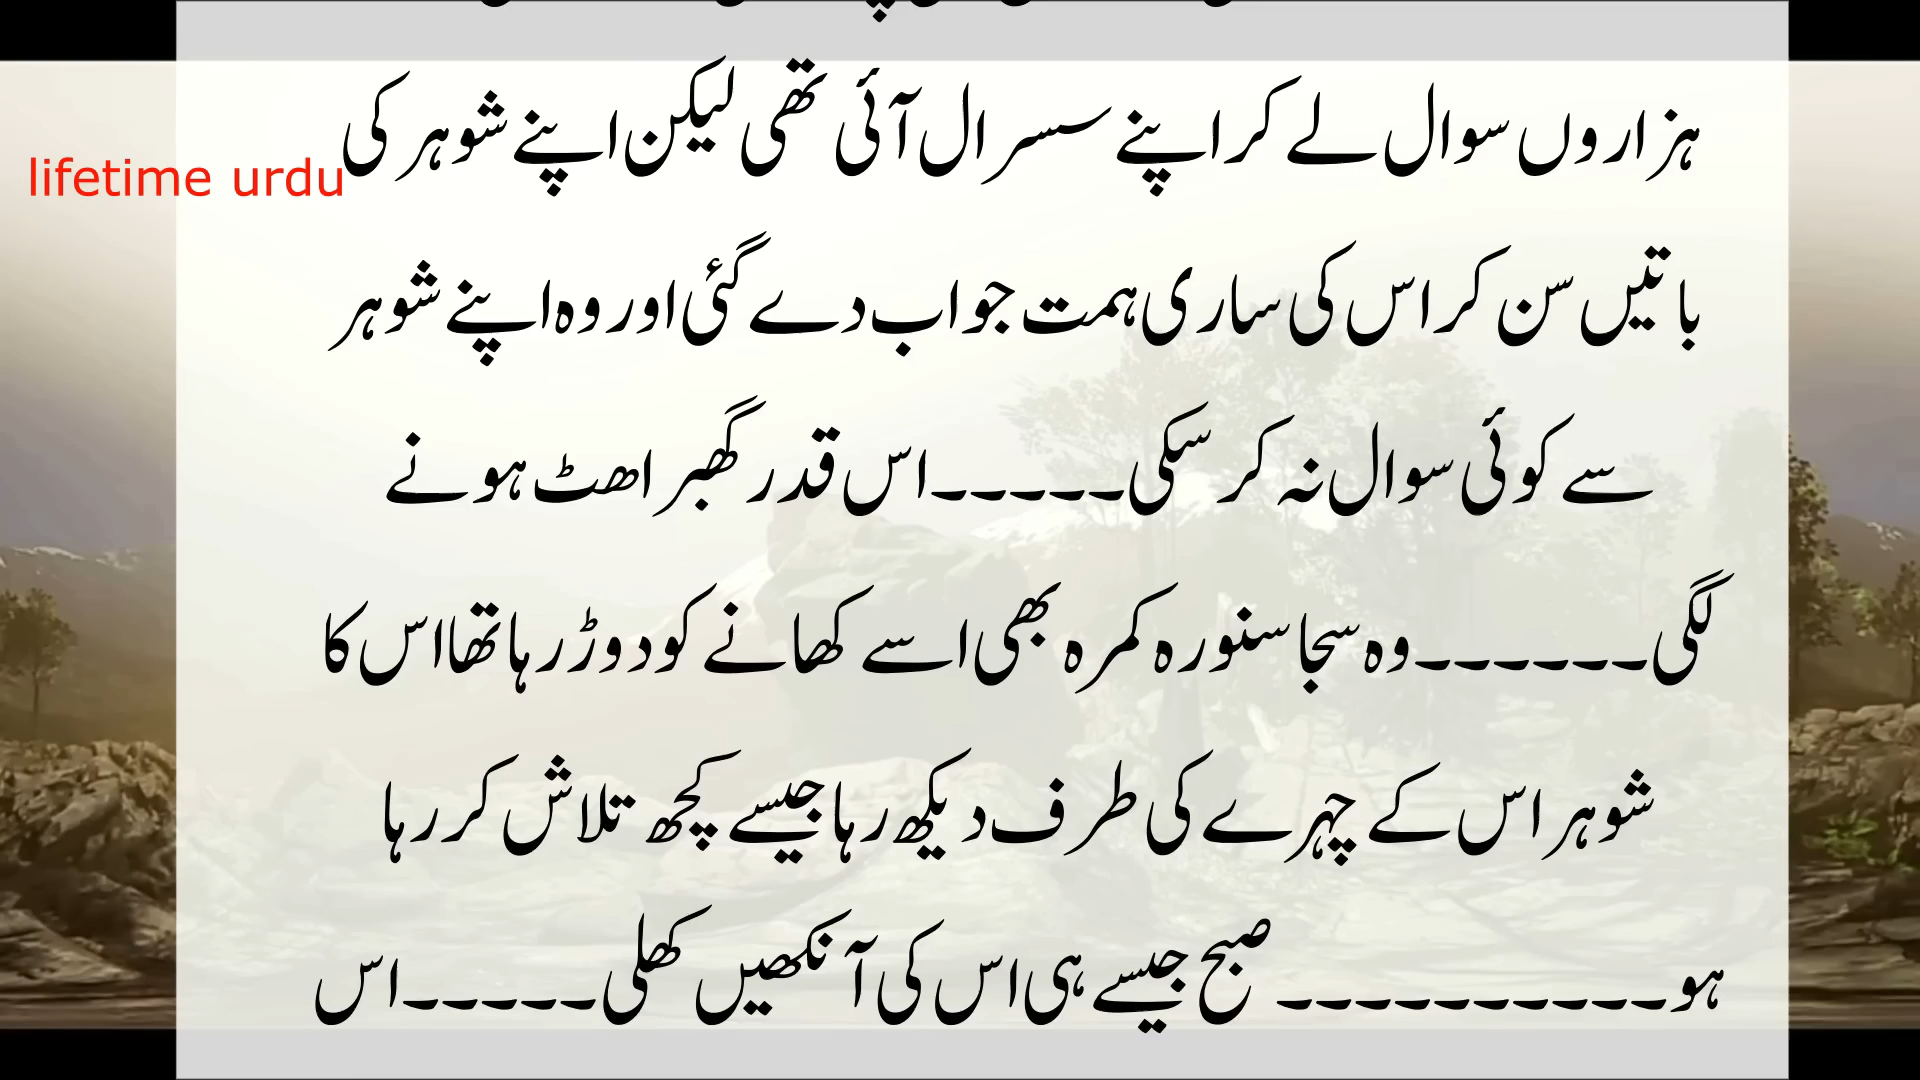 ہزاروں سوال لے کر اپنے سسرال آئی تھی لیکن اپنے شوہر کی
lifetime urdu
باتیں سن کر اس کی ساری ہمت جواب دے گئی اور وہ اپنے شوہر
سے کوئی سوال نہ کر سکی۔۔۔۔۔اس قدر گھبراھٹ ہونے
لگی۔۔۔۔۔۔وہ سجا سنورہ کمرہ بھی اسے کھانے کو دوڑ رہا تھا اس کا
شوہر اس کے چہرے کی طرف دیکھ رہا جیسے کچھ تلاش کر رہا
ہو۔۔۔۔۔۔۔۔۔۔ صبح جیسے ہی اس کی آنکھیں کھلی۔۔۔۔۔اس